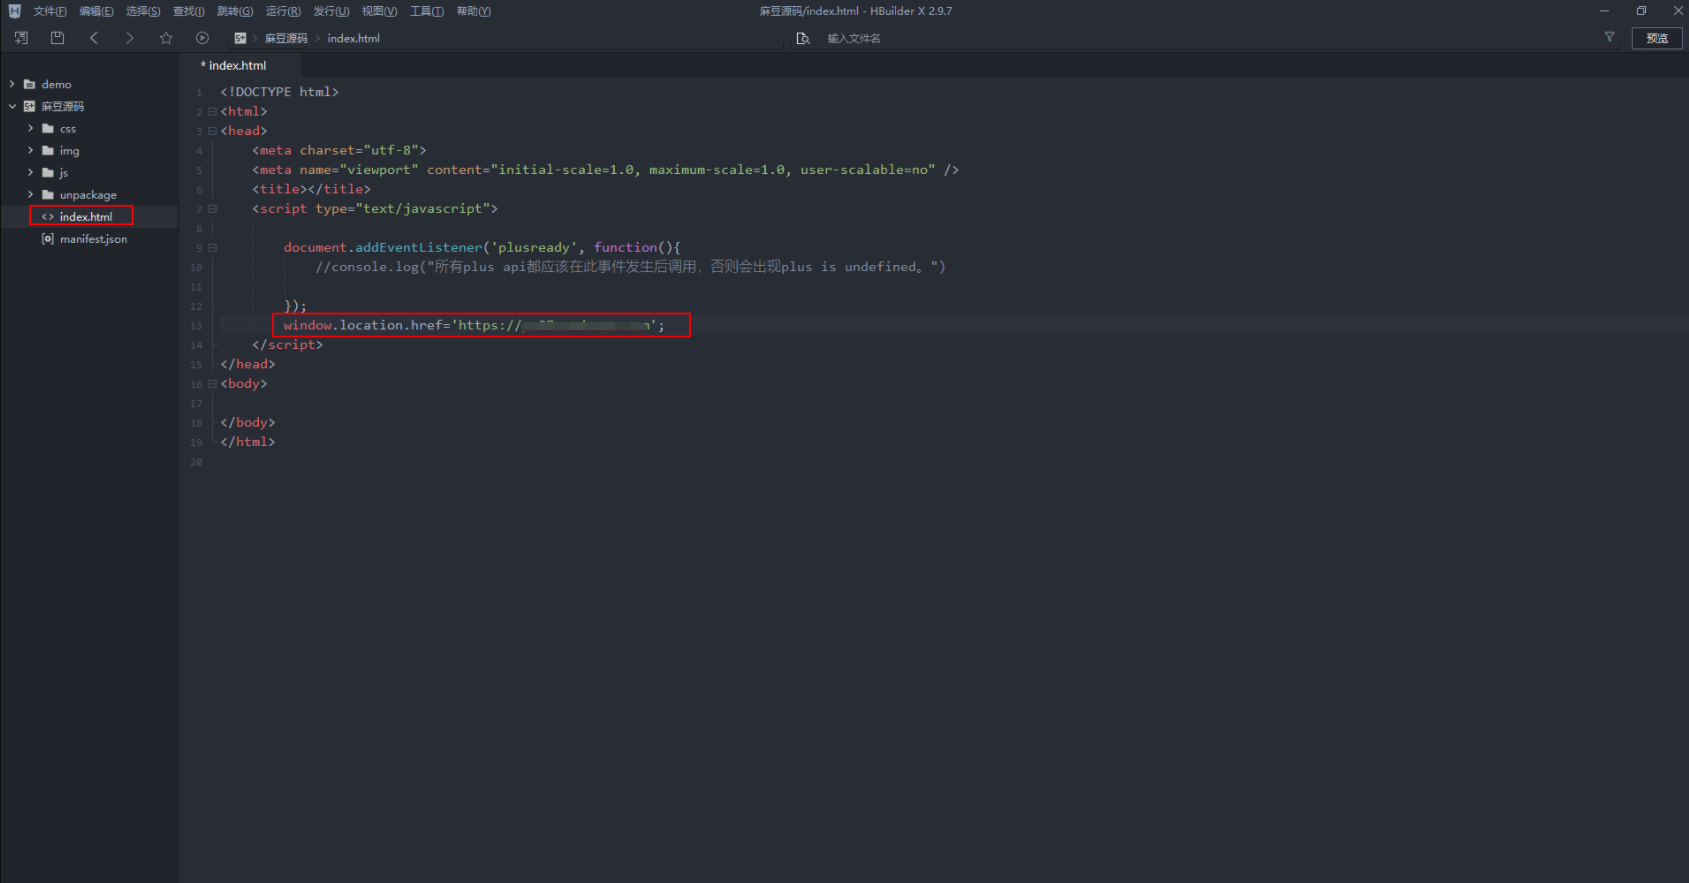 文件(F) 编辑(E) 选择(S) 查找(I) 跳转(G) 运行(R) 发行(U) 视图(V) 工具(T) 帮助(Y)
麻豆源码/index.html - HBuilder X 2.9.7
麻豆源码 index.html
输入文件名
预览
demo
麻豆源码
css
img
js
unpackage
index.html
manifest.json
* index.html
1 <!DOCTYPE html>
2 <html>
3 <head>
4 <meta charset="utf-8">
5 <meta name="viewport" content="initial-scale=1.0, maximum-scale=1.0, user-scalable=no" />
6 <title></title>
7 <script type="text/javascript">
8
9 document.addEventListener('plusready', function(){
10 //console.log("所有plus api都应该在此事件发生后调用，否则会出现plus is undefined。")
11
12 });
13 window.location.href='https://';
14 </script>
15 </head>
16 <body>
17
18 </body>
19 </html>
20